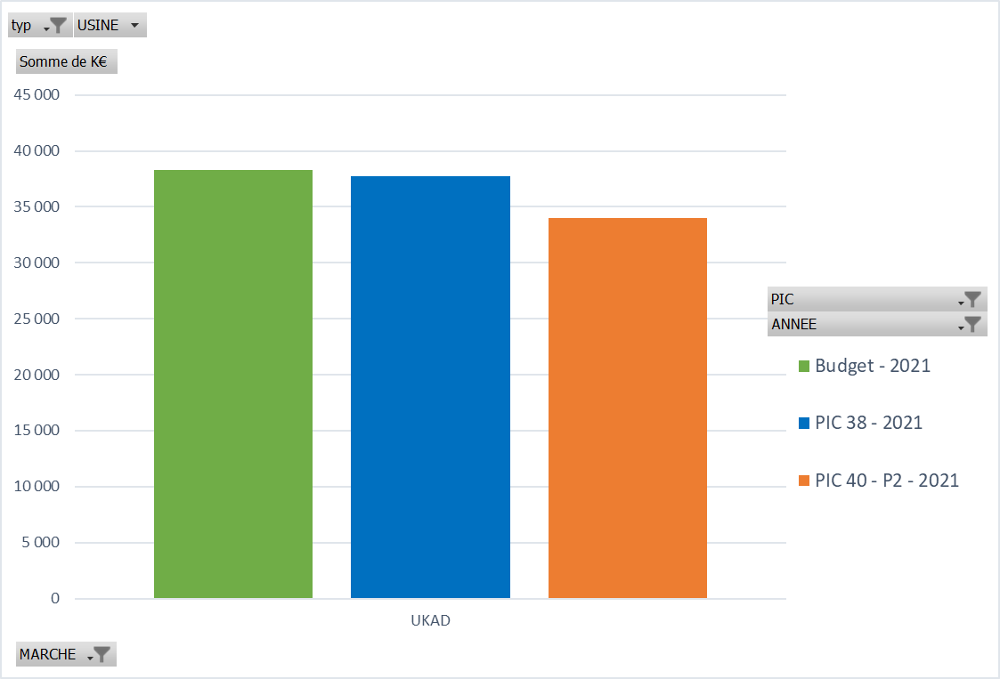 typ USINE
Somme de K€
45 000
40 000
35 000
30 000
25 000
20 000
15 000
10 000
5 000
0
UKAD
PIC
ANNEE
Budget - 2021
PIC 38 - 2021
PIC 40 - P2 - 2021
MARCHE